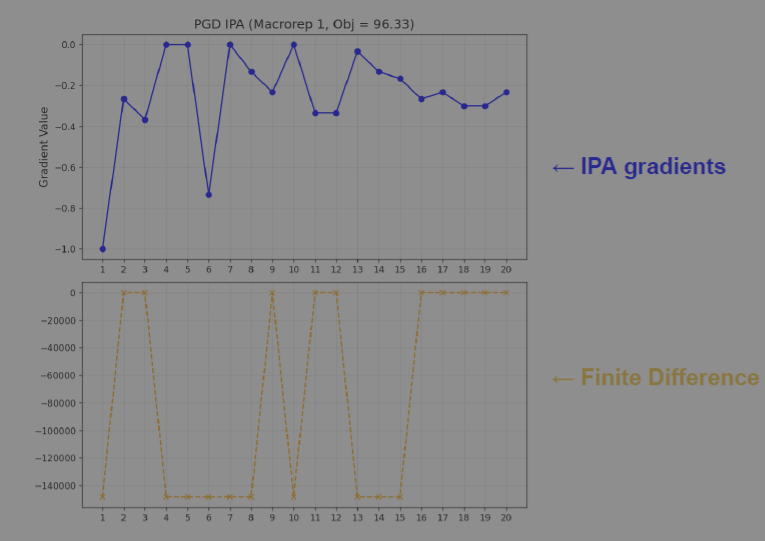 PGD IPA (Macrorep 1, Obj = 96.33)
Gradient Value
0.0
−0.2
−0.4
−0.6
−0.8
−1.0
1 2 3 4 5 6 7 8 9 10 11 12 13 14 15 16 17 18 19 20
← IPA gradients
0
−20000
−40000
−60000
−80000
−100000
−120000
−140000
1 2 3 4 5 6 7 8 9 10 11 12 13 14 15 16 17 18 19 20
← Finite Difference